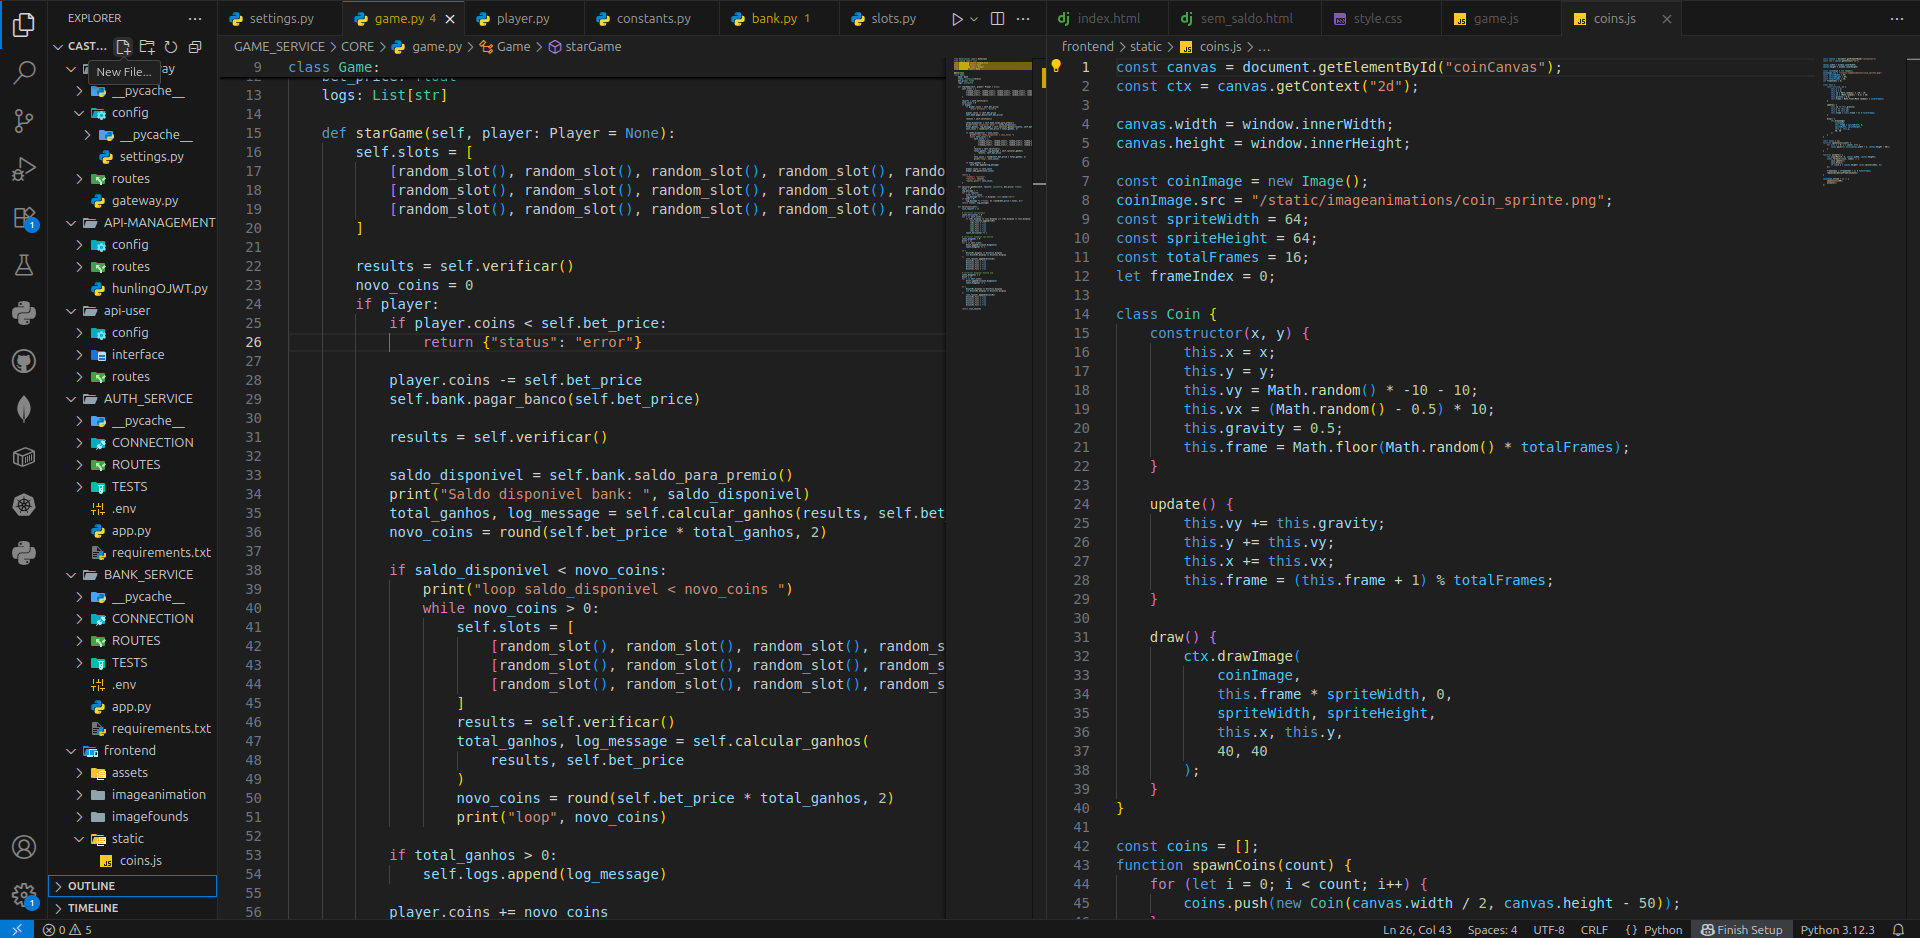 EXPLORER
CAST...
New File...
ay
__pycache__
config
__pycache__
settings.py
routes
gateway.py
API-MANAGEMENT
config
routes
hunlingOJWT.py
api-user
config
interface
routes
AUTH_SERVICE
__pycache__
CONNECTION
ROUTES
TESTS
.env
app.py
requirements.txt
BANK_SERVICE
__pycache__
CONNECTION
ROUTES
TESTS
.env
app.py
requirements.txt
frontend
assets
imageanimation
imagefounds
static
coins.js
OUTLINE
TIMELINE
settings.py game.py 4 player.py constants.py bank.py 1 slots.py
GAME_SERVICE > CORE > game.py > Game > starGame
9 class Game:
12 bet_price: float
13 logs: List[str]
14
15 def starGame(self, player: Player = None):
16 self.slots = [
17 [random_slot(), random_slot(), random_slot(), random_slot(), rando
18 [random_slot(), random_slot(), random_slot(), random_slot(), rando
19 [random_slot(), random_slot(), random_slot(), random_slot(), rando
20 ]
21
22 results = self.verificar()
23 novo_coins = 0
24 if player:
25 if player.coins < self.bet_price:
26 return {"status": "error"}
27
28 player.coins -= self.bet_price
29 self.bank.pagar_banco(self.bet_price)
30
31 results = self.verificar()
32
33 saldo_disponivel = self.bank.saldo_para_premio()
34 print("Saldo disponivel bank: ", saldo_disponivel)
35 total_ganhos, log_message = self.calcular_ganhos(results, self.bet
36 novo_coins = round(self.bet_price * total_ganhos, 2)
37
38 if saldo_disponivel < novo_coins:
39 print("loop saldo_disponivel < novo_coins ")
40 while novo_coins > 0:
41 self.slots = [
42 [random_slot(), random_slot(), random_slot(), random_s
43 [random_slot(), random_slot(), random_slot(), random_s
44 [random_slot(), random_slot(), random_slot(), random_s
45 ]
46 results = self.verificar()
47 total_ganhos, log_message = self.calcular_ganhos(
48 results, self.bet_price
49 )
50 novo_coins = round(self.bet_price * total_ganhos, 2)
51 print("loop", novo_coins)
52
53 if total_ganhos > 0:
54 self.logs.append(log_message)
55
56 player.coins += novo coins
index.html sem_saldo.html style.css game.js coins.js
frontend > static > coins.js > ...
1 const canvas = document.getElementById("coinCanvas");
2 const ctx = canvas.getContext("2d");
3
4 canvas.width = window.innerWidth;
5 canvas.height = window.innerHeight;
6
7 const coinImage = new Image();
8 coinImage.src = "/static/imageanimations/coin_sprinte.png";
9 const spriteWidth = 64;
10 const spriteHeight = 64;
11 const totalFrames = 16;
12 let frameIndex = 0;
13
14 class Coin {
15 constructor(x, y) {
16 this.x = x;
17 this.y = y;
18 this.vy = Math.random() * -10 - 10;
19 this.vx = (Math.random() - 0.5) * 10;
20 this.gravity = 0.5;
21 this.frame = Math.floor(Math.random() * totalFrames);
22 }
23
24 update() {
25 this.vy += this.gravity;
26 this.y += this.vy;
27 this.x += this.vx;
28 this.frame = (this.frame + 1) % totalFrames;
29 }
30
31 draw() {
32 ctx.drawImage(
33 coinImage,
34 this.frame * spriteWidth, 0,
35 spriteWidth, spriteHeight,
36 this.x, this.y,
37 40, 40
38 );
39 }
40 }
41
42 const coins = [];
43 function spawnCoins(count) {
44 for (let i = 0; i < count; i++) {
45 coins.push(new Coin(canvas.width / 2, canvas.height - 50));
46 }
1
1
0 5 Ln 26, Col 43 Spaces: 4 UTF-8 CRLF {} Python Finish Setup Python 3.12.3